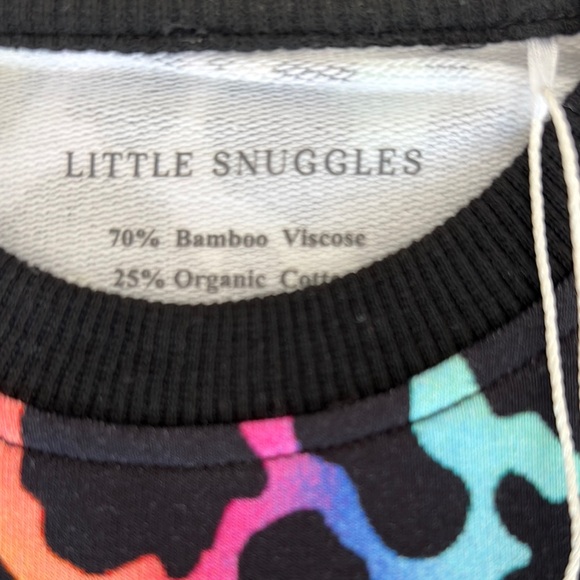 LITTLE SNUGGLES
70% Bamboo Viscose
25% Organic